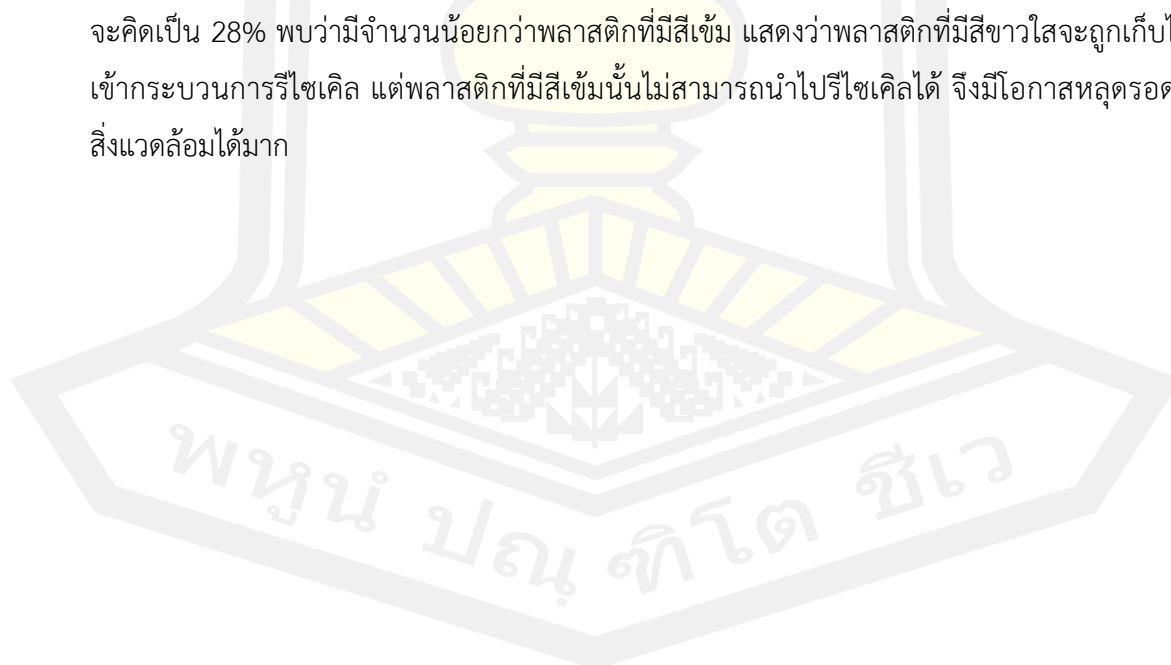 จะคิดเป็น 28% พบว่ามีจำนวนน้อยกว่าพลาสติกที่มีสีเข้ม แสดงว่าพลาสติกที่มีสีขาวใสจะถูกเก็บไ
เข้ากระบวนการรีไซเคิล แต่พลาสติกที่มีสีเข้มนั้นไม่สามารถนำไปรีไซเคิลได้ จึงมีโอกาสหลุดรอด
สิ่งแวดล้อมได้มาก
พหูนํ ปณฺ ฑิโต ชีเว